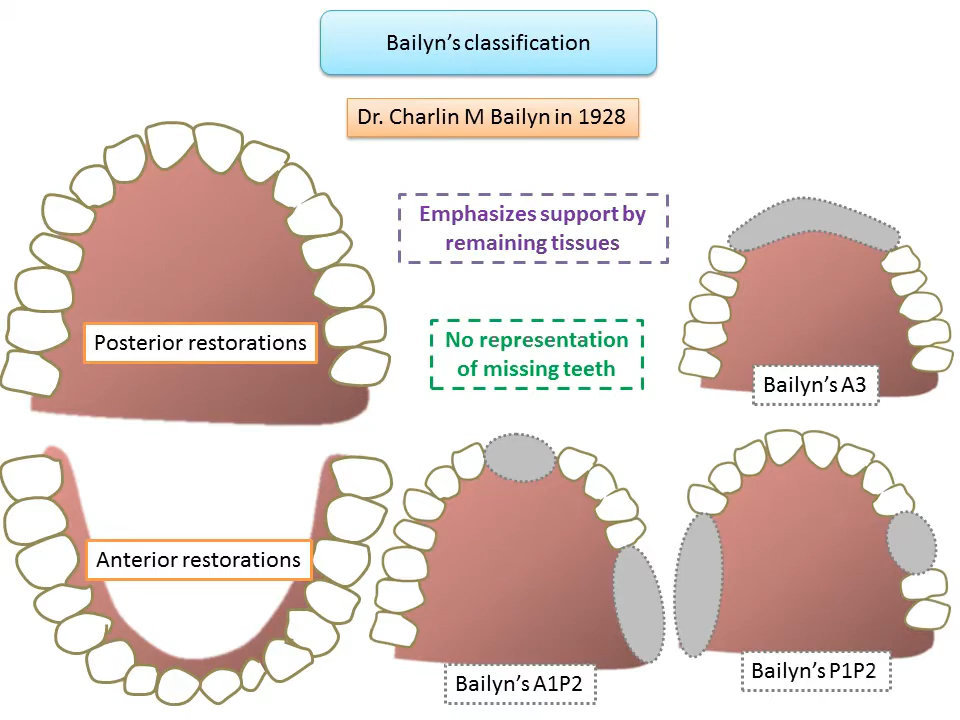 Bailyn’s classification
Dr. Charlin M Bailyn in 1928
Emphasizes support by
remaining tissues
Posterior restorations
No representation
of missing teeth
Bailyn’s A3
Anterior restorations
Bailyn’s A1P2
Bailyn’s P1P2